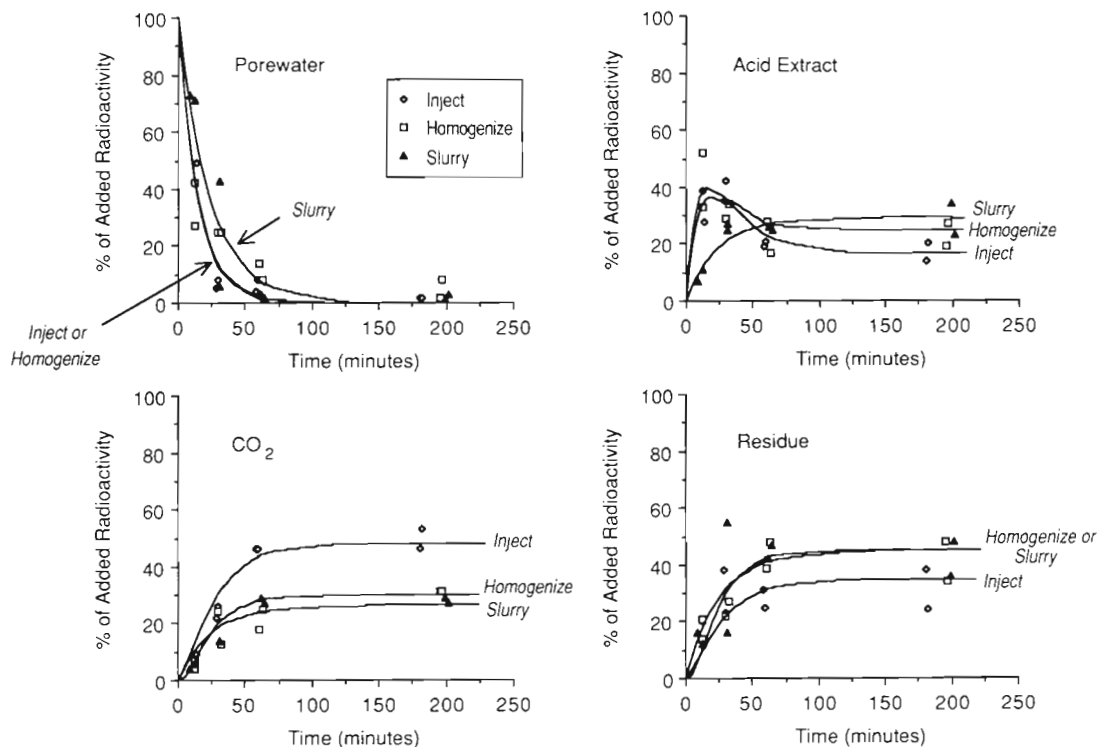 100
80
60
40
20
0
% of Added Radioactivity
Porewater
Inject
Homogenize
Slurry
Slurry
Inject or
Homogenize
0 50 100 150 200 250
Time (minutes)
100
80
60
40
20
0
% of Added Radioactivity
Acid Extract
Slurry
Homogenize
Inject
0 50 100 150 200 250
Time (minutes)
100
80
60
40
20
0
% of Added Radioactivity
CO2
Inject
Homogenize
Slurry
0 50 100 150 200 250
Time (minutes)
100
80
60
40
20
0
% of Added Radioactivity
Residue
Homogenize or
Slurry
Inject
0 50 100 150 200 250
Time (minutes)